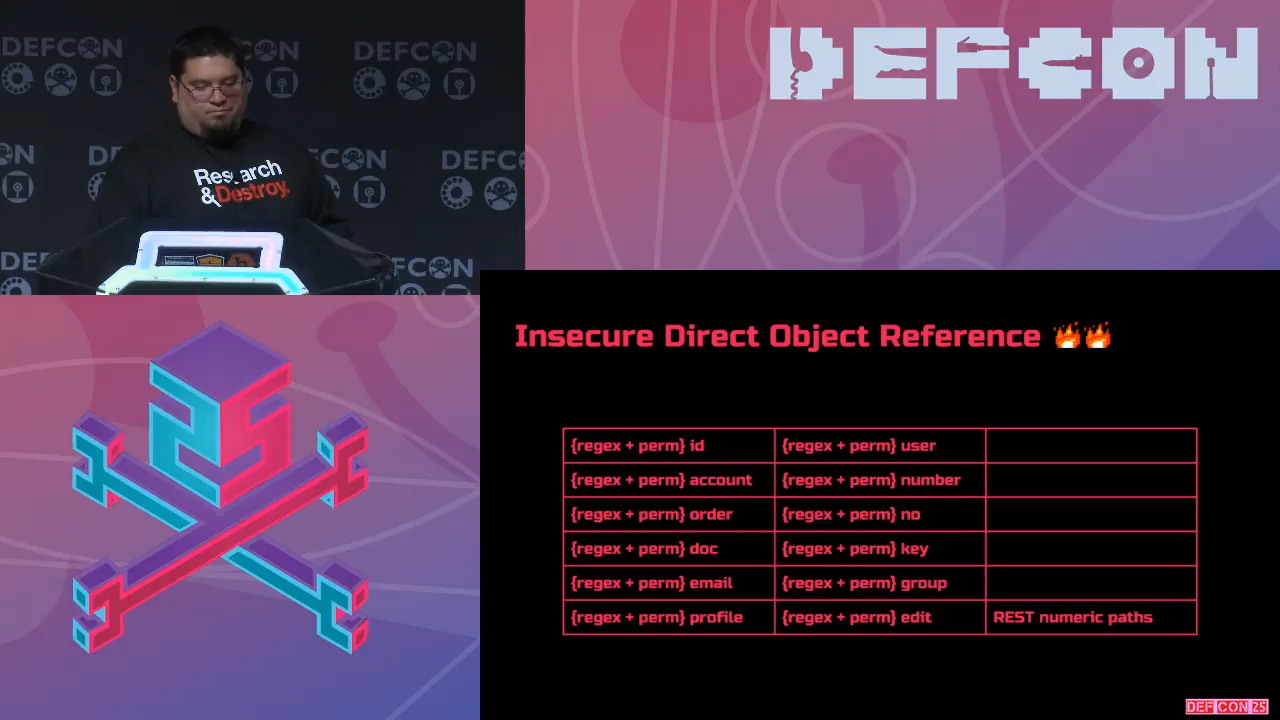 DEFCON
DEFCON
DEFCON
Research
&Destroy.
DEFCON
Insecure Direct Object Reference 🔥🔥
{regex + perm} id {regex + perm} user
{regex + perm} account {regex + perm} number
{regex + perm} order {regex + perm} no
{regex + perm} doc {regex + perm} key
{regex + perm} email {regex + perm} group
{regex + perm} profile {regex + perm} edit REST numeric paths
DEF CON 25